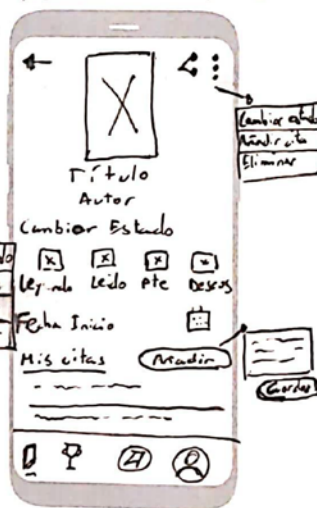 Título
Autor
Cambiar Estado
Leyendo Leído Pte Deseos
Fecha Inicio
Mis citas Añadir
Cambiar estado
Añadir cita
Eliminar
Guardar